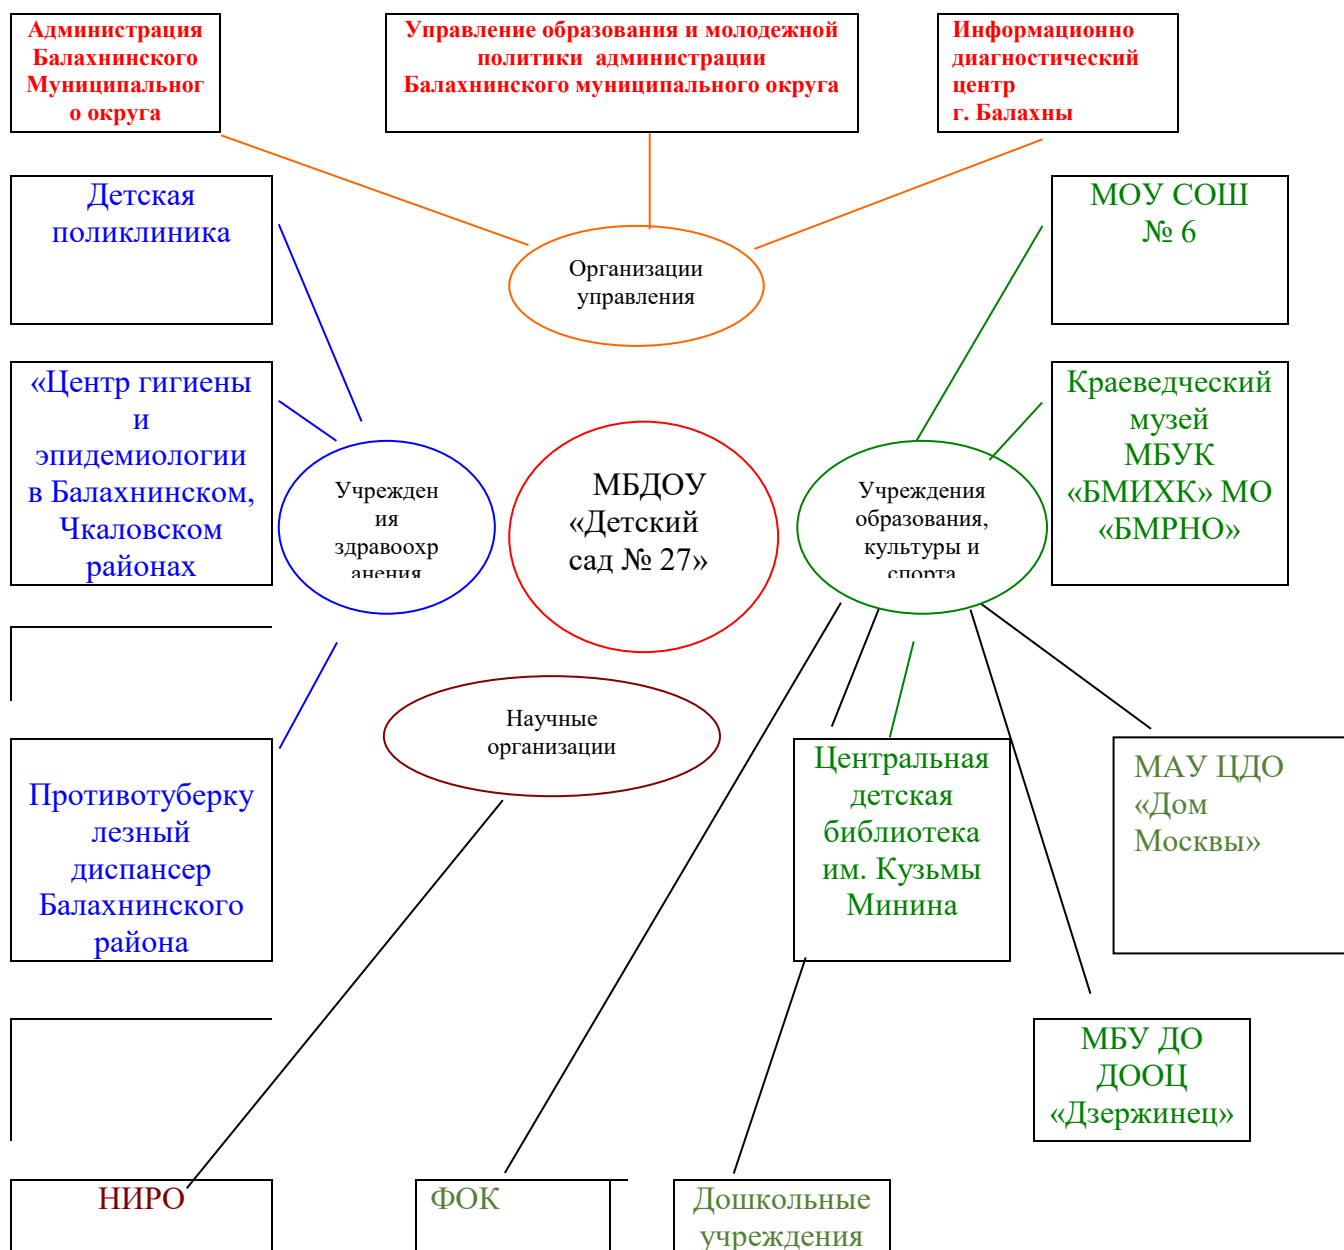 Администрация
Балахнинского
Муниципальног
о округа
Управление образования и молодежной
политики администрации
Балахнинского муниципального округа
Информационно
диагностический
центр
г. Балахны
Детская
поликлиника
Организации
управления
МОУ СОШ
№ 6
«Центр гигиены
и
эпидемиологии
в Балахнинском,
Чкаловском
районах
Учрежден
ия
здравоохр
анения
МБДОУ
«Детский
сад № 27»
Учреждения
образования,
культуры и
спорта
Краеведческий
музей
МБУК
«БМИХК» МО
«БМРНО»
Научные
организации
Противотуберку
лезный
диспансер
Балахнинского
района
Центральная
детская
библиотека
им. Кузьмы
Минина
МАУ ЦДО
«Дом
Москвы»
МБУ ДО
ДООЦ
«Дзержинец»
НИРО
ФОК
Дошкольные
учреждения